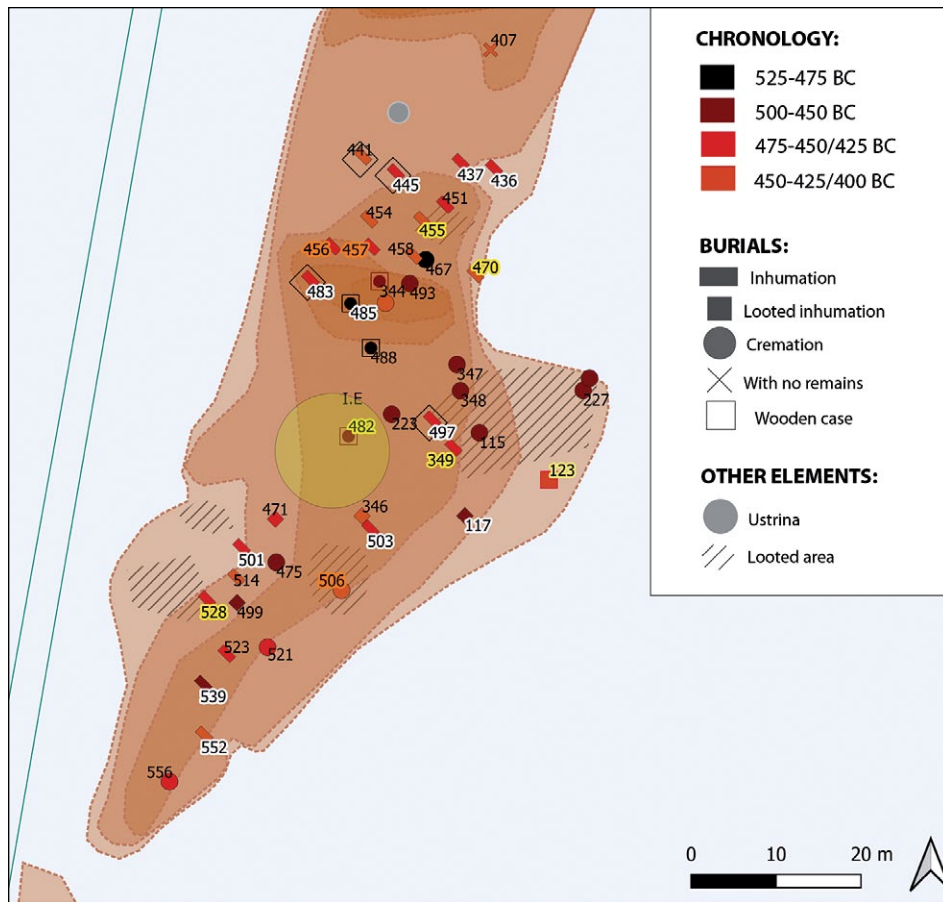 407
441
445
437
436
451
454
455
456
457
458
467
470
483
344
493
485
488
347
348
227
I.E
223
497
482
115
349
123
471
346
503
117
501
475
514
506
528
499
523
521
539
552
556
CHRONOLOGY:
525-475 BC
500-450 BC
475-450/425 BC
450-425/400 BC
BURIALS:
Inhumation
Looted inhumation
Cremation
With no remains
Wooden case
OTHER ELEMENTS:
Ustrina
Looted area
0 10 20 m